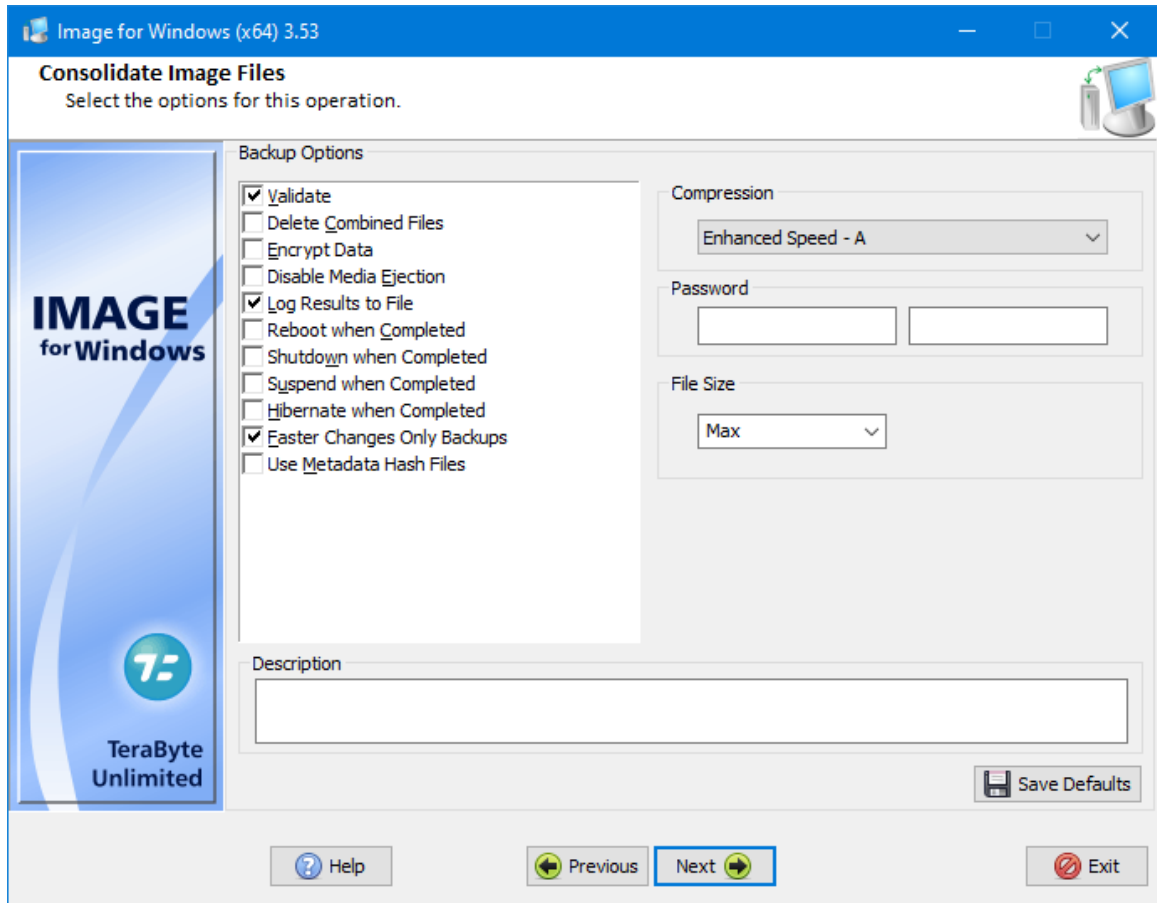 Image for Windows (x64) 3.53
Consolidate Image Files
Select the options for this operation.
IMAGE
for Windows
TeraByte
Unlimited
Backup Options
Validate
Delete Combined Files
Encrypt Data
Disable Media Ejection
Log Results to File
Reboot when Completed
Shutdown when Completed
Suspend when Completed
Hibernate when Completed
Faster Changes Only Backups
Use Metadata Hash Files
Compression
Enhanced Speed - A
Password
File Size
Max
Description
Save Defaults
Help
Previous
Next
Exit